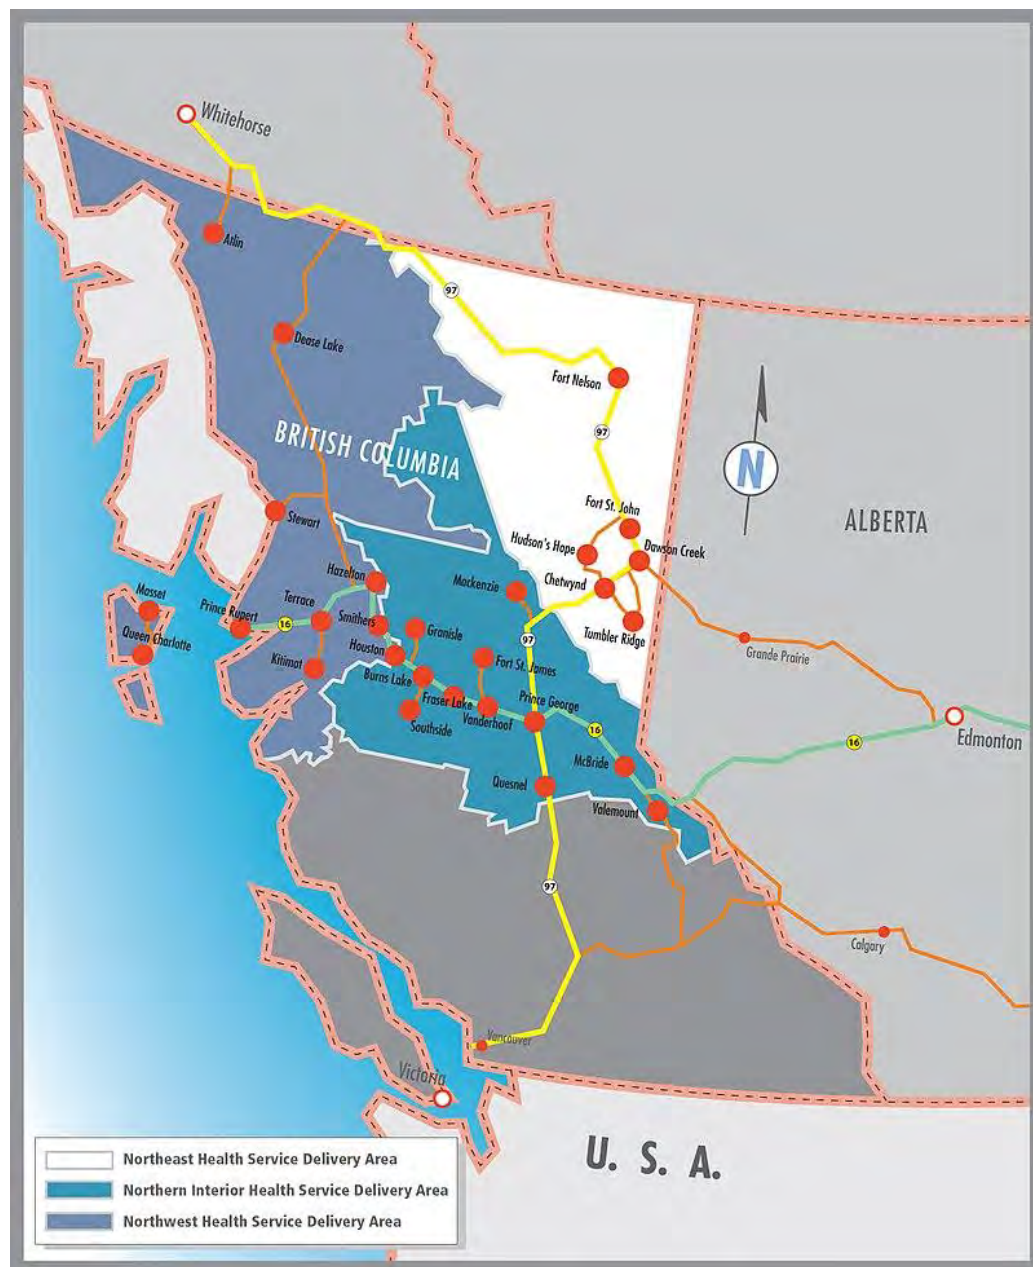 Whitehorse
Atlin
97
Dease Lake
Fort Nelson
97
BRITISH COLUMBIA
N
Fort St. John
Stewart
ALBERTA
Hudson's Hope
Dawson Creek
Hazelton
Mackenzie
Chetwynd
Masset
Prince Rupert
16
Terrace
Smithers
Granisle
97
Tumbler Ridge
Queen Charlotte
Kitimat
Houston
Fort St. James
Grande Prairie
Burns Lake
Fraser Lake
Prince George
Southside
Vanderhoof
16
16
Edmonton
McBride
Quesnel
Valemount
97
Calgary
Vancouver
Victoria
U. S. A.
Northeast Health Service Delivery Area
Northern Interior Health Service Delivery Area
Northwest Health Service Delivery Area